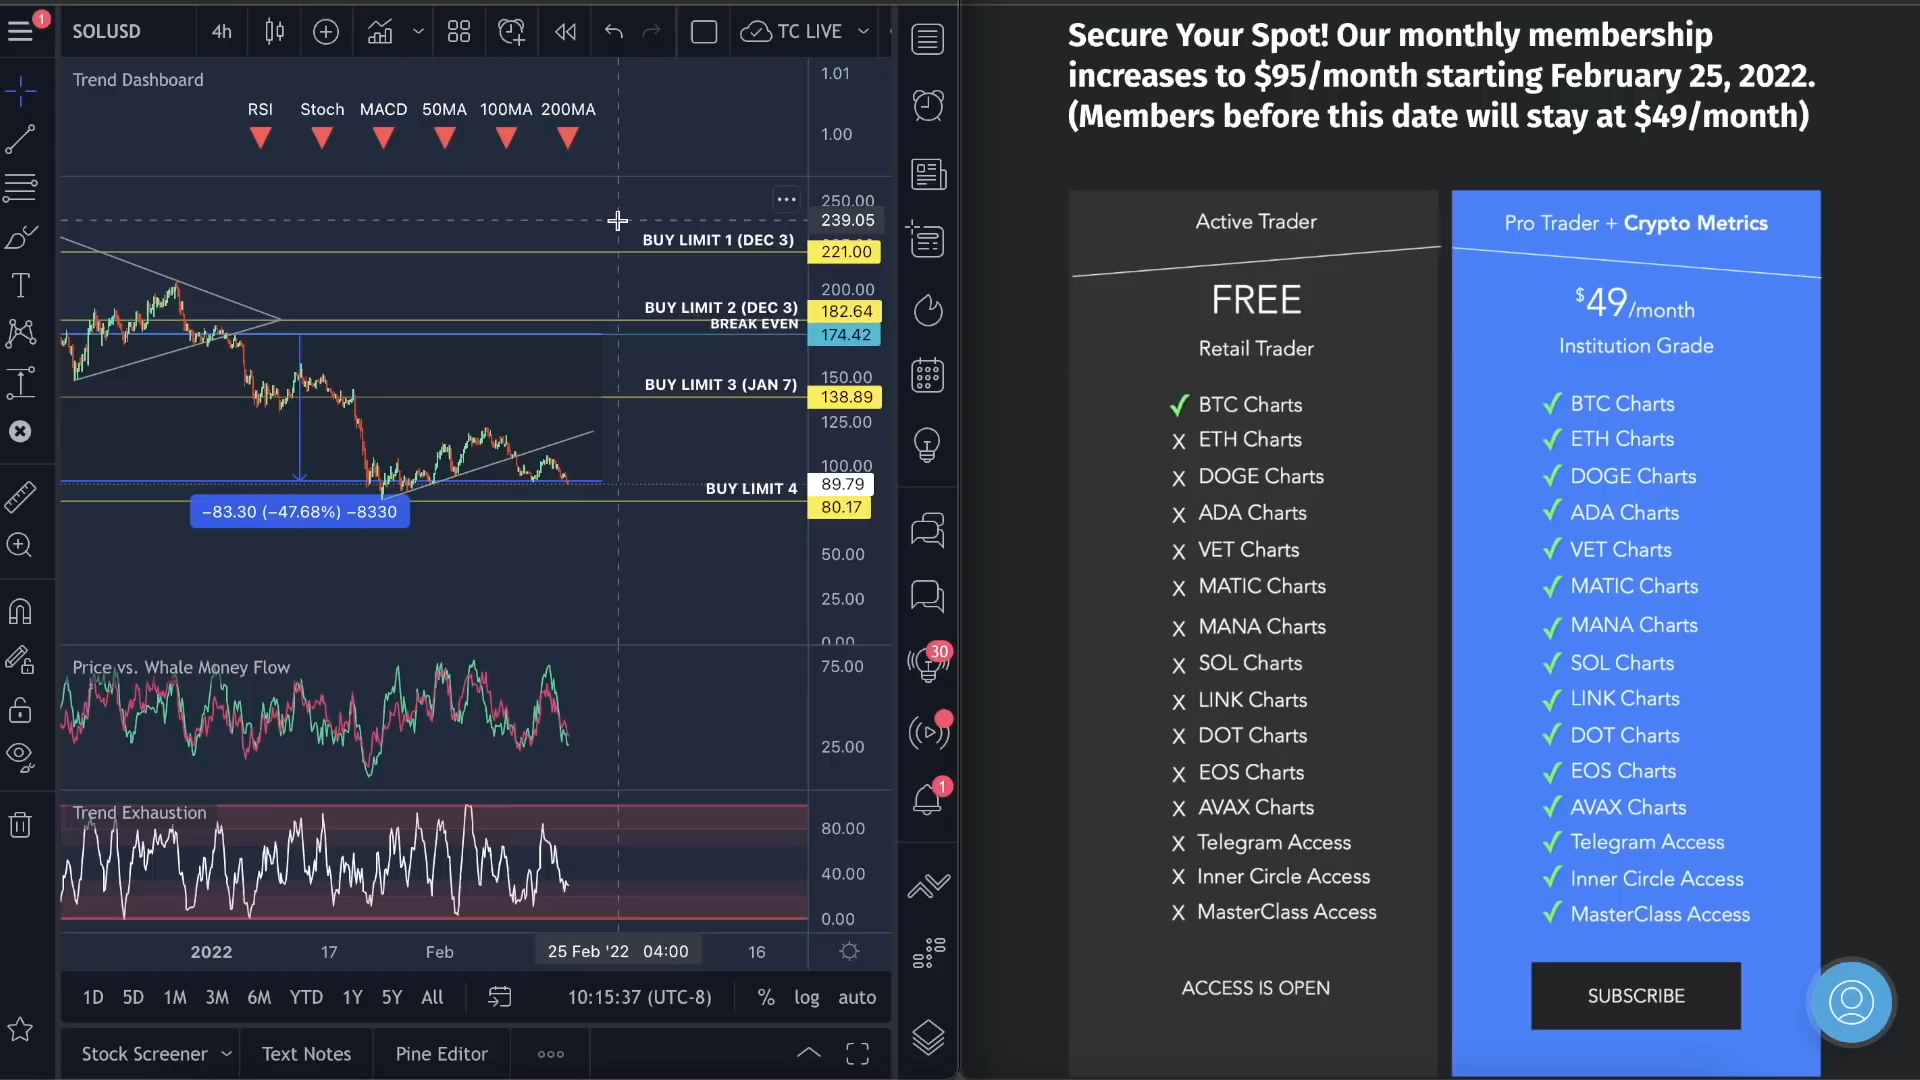 1
SOLUSD
4h
TC LIVE
Trend Dashboard
RSI Stoch MACD 50MA 100MA 200MA
1.01
1.00
250.00
239.05
BUY LIMIT 1 (DEC 3)
221.00
200.00
BUY LIMIT 2 (DEC 3)
182.64
BREAK EVEN
174.42
150.00
BUY LIMIT 3 (JAN 7)
138.89
125.00
100.00
BUY LIMIT 4
89.79
80.17
−83.30 (−47.68%) −8330
50.00
25.00
0.00
Price vs. Whale Money Flow
75.00
25.00
Trend Exhaustion
80.00
40.00
0.00
2022 17 Feb 25 Feb '22 04:00 16
1D 5D 1M 3M 6M YTD 1Y 5Y All
10:15:37 (UTC-8)
% log auto
Stock Screener Text Notes Pine Editor
30
1
Secure Your Spot! Our monthly membership
increases to $95/month starting February 25, 2022.
(Members before this date will stay at $49/month)
Active Trader
FREE
Retail Trader
✓ BTC Charts
X ETH Charts
X DOGE Charts
X ADA Charts
X VET Charts
X MATIC Charts
X MANA Charts
X SOL Charts
X LINK Charts
X DOT Charts
X EOS Charts
X AVAX Charts
X Telegram Access
X Inner Circle Access
X MasterClass Access
ACCESS IS OPEN
Pro Trader + Crypto Metrics
$49/month
Institution Grade
✓ BTC Charts
✓ ETH Charts
✓ DOGE Charts
✓ ADA Charts
✓ VET Charts
✓ MATIC Charts
✓ MANA Charts
✓ SOL Charts
✓ LINK Charts
✓ DOT Charts
✓ EOS Charts
✓ AVAX Charts
✓ Telegram Access
✓ Inner Circle Access
✓ MasterClass Access
SUBSCRIBE